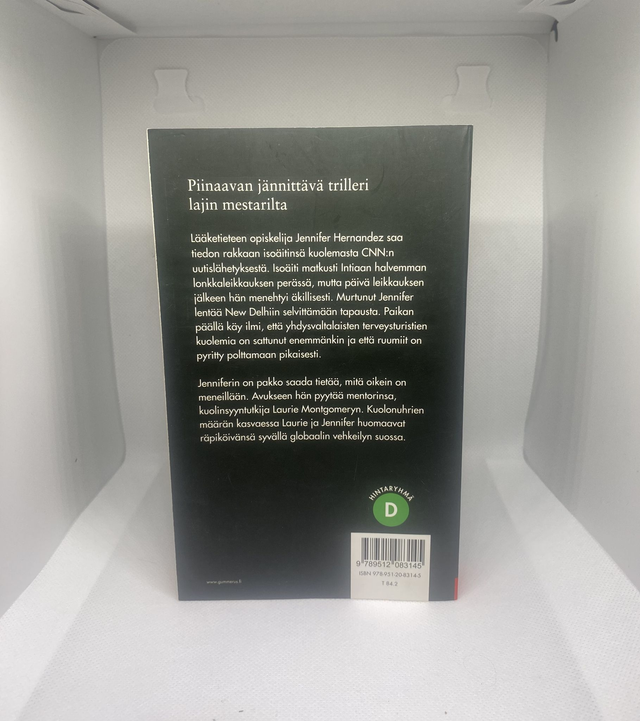 Piinaavan jännittävä trilleri
lajin mestarilta
Lääketieteen opiskelija Jennifer Hernandez saa
tiedon rakkaan isoäitinsä kuolemasta CNN:n
uutislähetyksestä. Isoäiti matkusti Intiaan halvemman
lonkkaleikkauksen perässä, mutta päivä leikkauksen
jälkeen hän menehtyi äkillisesti. Murtunut Jennifer
lentää New Delhiin selvittämään tapausta. Paikan
päällä käy ilmi, että yhdysvaltalaisten terveysturistien
kuolemia on sattunut enemmänkin ja että ruumiit on
pyritty polttamaan pikaisesti.
Jenniferin on pakko saada tietää, mitä oikein on
meneillään. Avukseen hän pyytää mentorinsa,
kuolinsyyntutkija Laurie Montgomeryn. Kuolonuhrien
määrän kasvaessa Laurie ja Jennifer huomaavat
räpiköivänsä syvällä globaalin vehkeilyn suossa.
HINTARYHMÄ
D
9 789512 083145
ISBN 978-951-20-8314-5
T 84.2
www.gummerus.fi